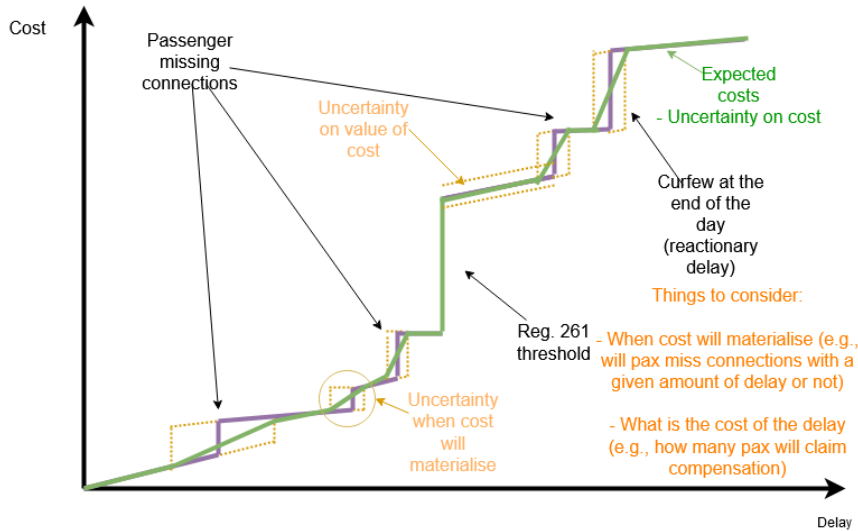 Cost
Passenger
missing
connections
Uncertainty
on value of
cost
Expected
costs
- Uncertainty on cost
Curfew at the
end of the
day
(reactionary
delay)
Things to consider:
- When cost will materialise (e.g.,
will pax miss connections with a
given amount of delay or not)
- What is the cost of the delay
(e.g., how many pax will claim
compensation)
Reg. 261
threshold
Uncertainty
when cost
will
materialise
Delay